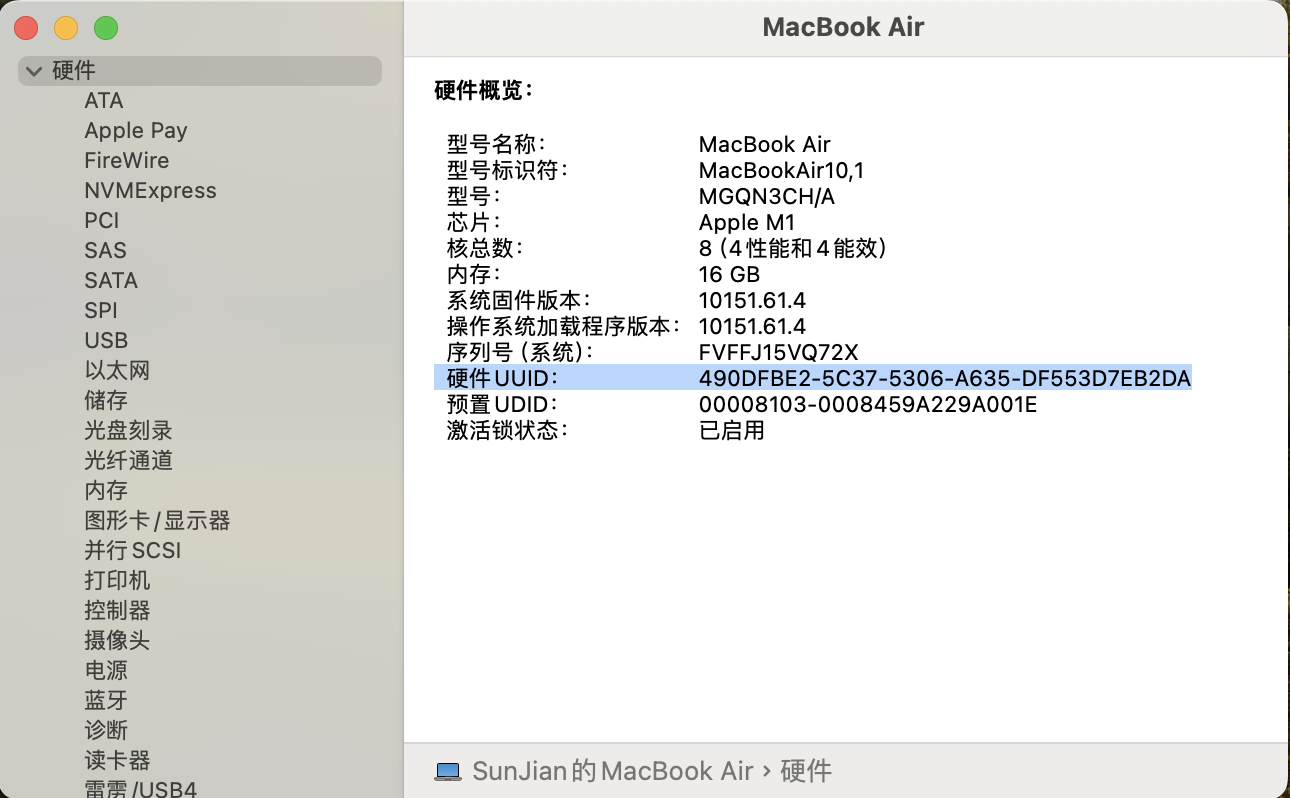 MacBook Air
硬件
ATA
Apple Pay
FireWire
NVMExpress
PCI
SAS
SATA
SPI
USB
以太网
储存
光盘刻录
光纤通道
内存
图形卡/显示器
并行SCSI
打印机
控制器
摄像头
电源
蓝牙
诊断
读卡器
雷雳/USB4
硬件概览：
型号名称： MacBook Air
型号标识符： MacBookAir10,1
型号： MGQN3CH/A
芯片： Apple M1
核总数： 8（4性能和4能效）
内存： 16 GB
系统固件版本： 10151.61.4
操作系统加载程序版本： 10151.61.4
序列号（系统）： FVFFJ15VQ72X
硬件UUID： 490DFBE2-5C37-5306-A635-DF553D7EB2DA
预置UDID： 00008103-0008459A229A001E
激活锁状态： 已启用
SunJian的MacBook Air › 硬件